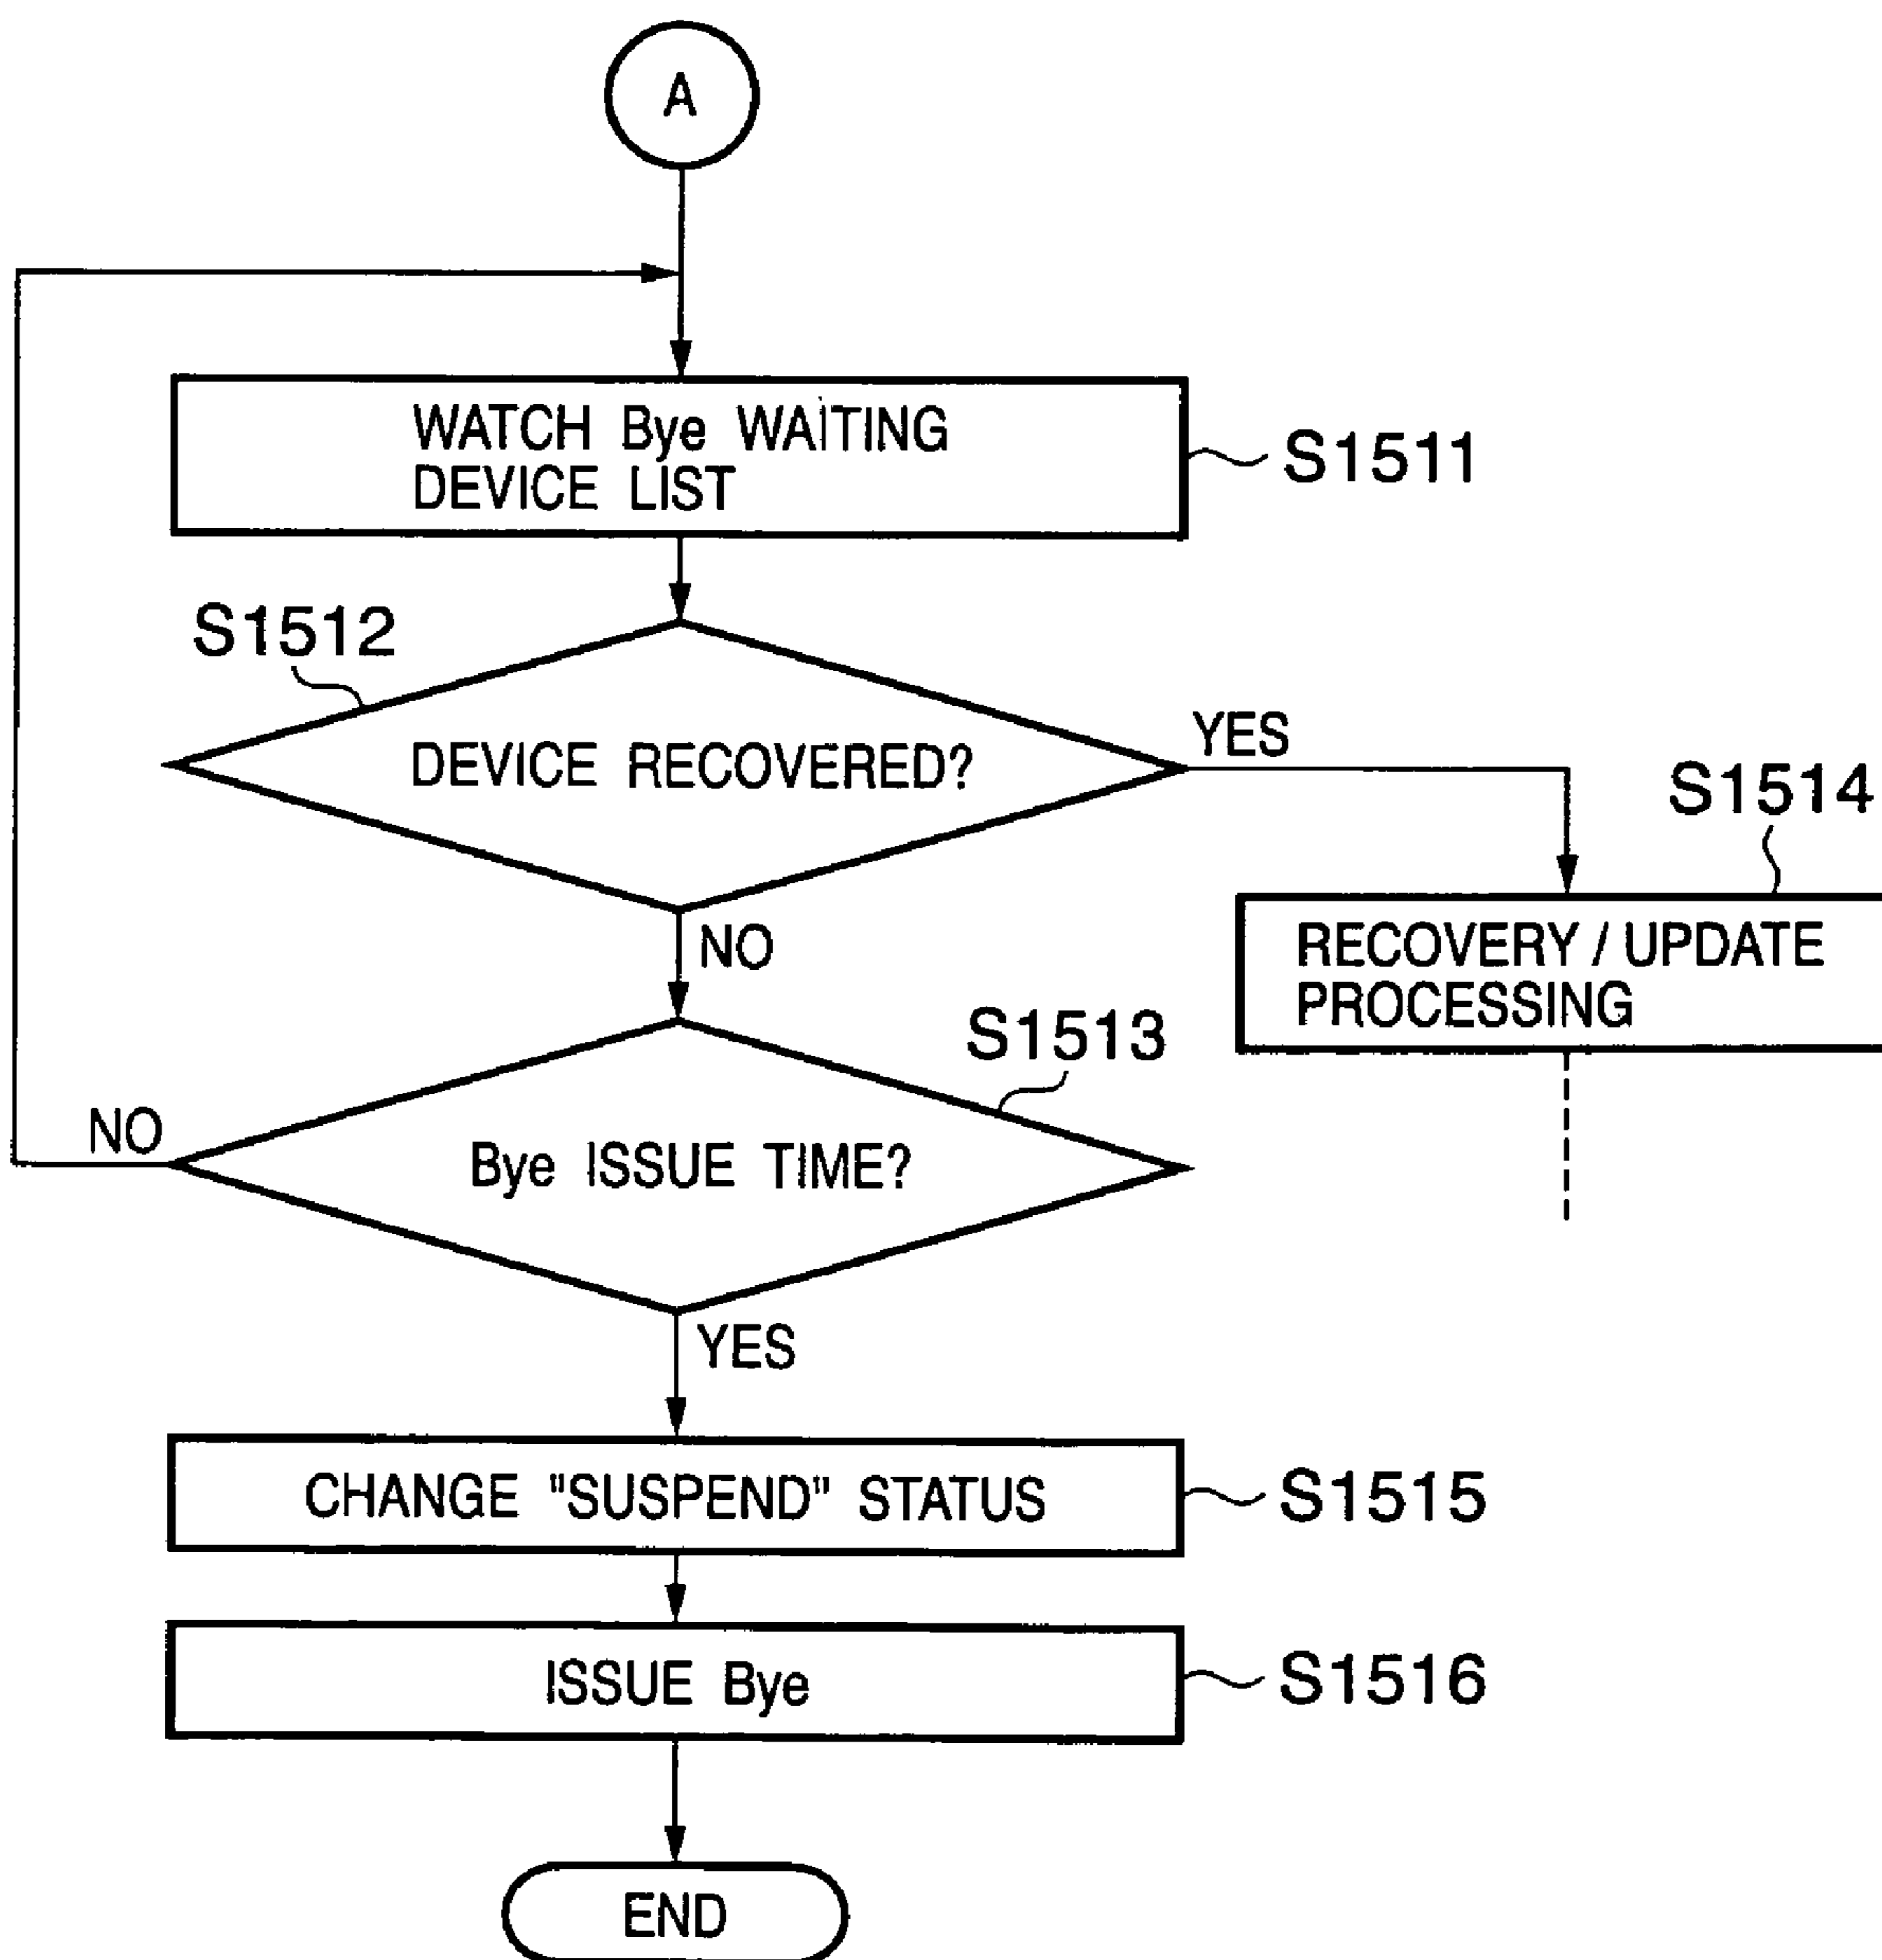 A
WATCH Bye WAITING
DEVICE LIST
S1511
S1512
DEVICE RECOVERED?
YES
S1514
RECOVERY / UPDATE
PROCESSING
NO
S1513
NO
Bye ISSUE TIME?
YES
CHANGE "SUSPEND" STATUS
S1515
ISSUE Bye
S1516
END